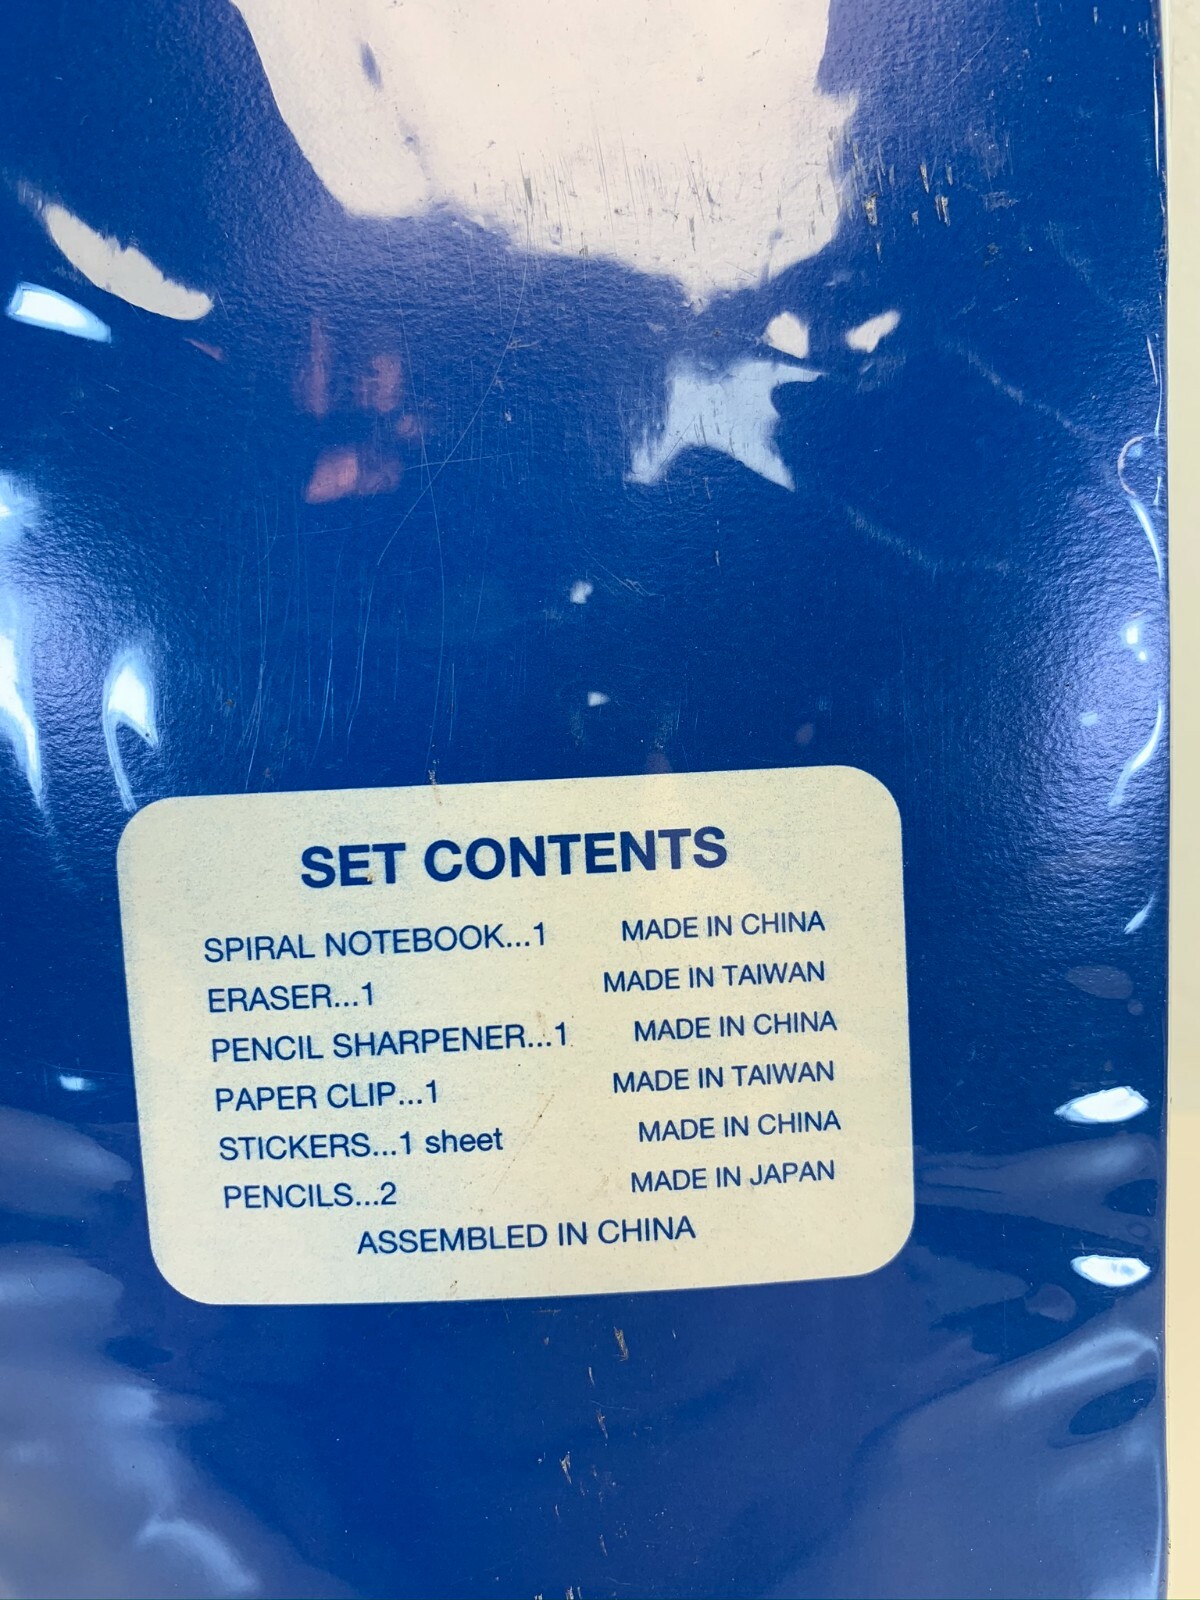 SET CONTENTS
SPIRAL NOTEBOOK...1 MADE IN CHINA
ERASER...1 MADE IN TAIWAN
PENCIL SHARPENER...1 MADE IN CHINA
PAPER CLIP...1 MADE IN TAIWAN
STICKERS...1 sheet MADE IN CHINA
PENCILS...2 MADE IN JAPAN
ASSEMBLED IN CHINA